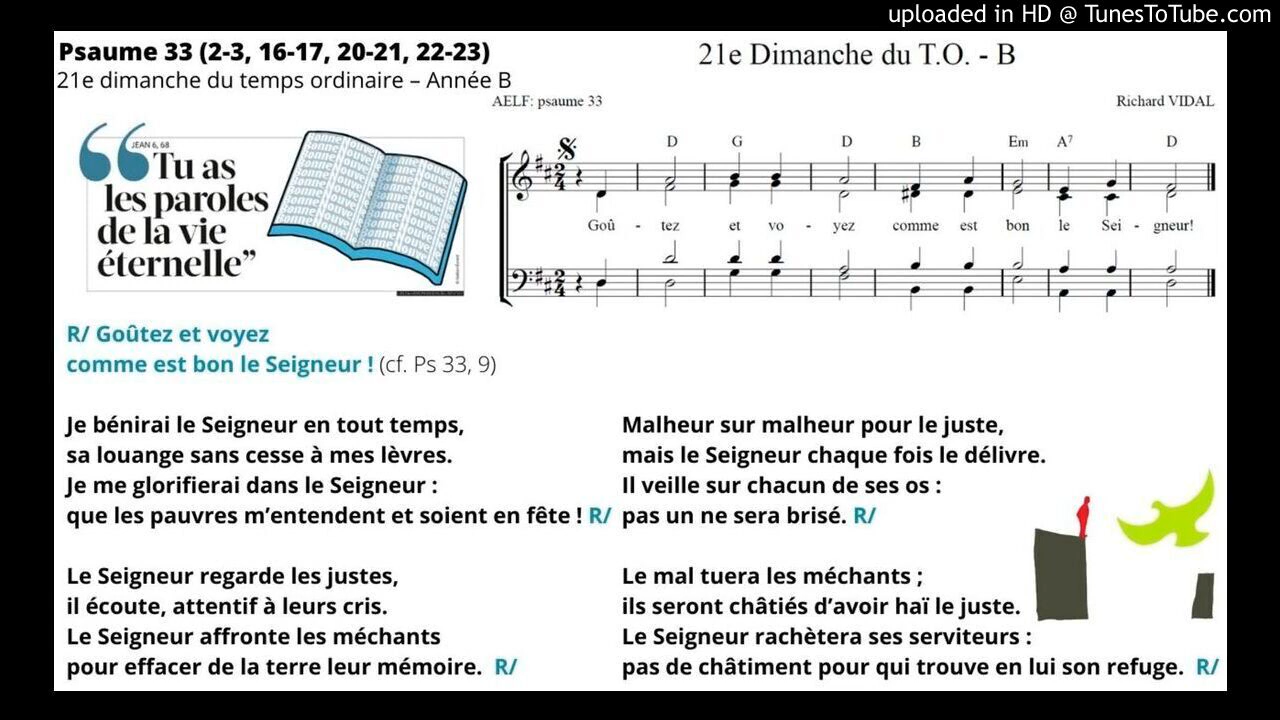 uploaded in HD @ TunesToTube.com
Psaume 33 (2-3, 16-17, 20-21, 22-23)
21e dimanche du temps ordinaire – Année B
JEAN 6, 68
“Tu as
les paroles
de la vie
éternelle”
21e Dimanche du T.O. - B
AELF: psaume 33
Richard VIDAL
D G D B Em A7 D
Goû - tez et vo - yez comme est bon le Sei - gneur!
R/ Goûtez et voyez
comme est bon le Seigneur ! (cf. Ps 33, 9)
Je bénirai le Seigneur en tout temps,
sa louange sans cesse à mes lèvres.
Je me glorifierai dans le Seigneur :
que les pauvres m’entendent et soient en fête ! R/
Le Seigneur regarde les justes,
il écoute, attentif à leurs cris.
Le Seigneur affronte les méchants
pour effacer de la terre leur mémoire. R/
Malheur sur malheur pour le juste,
mais le Seigneur chaque fois le délivre.
Il veille sur chacun de ses os :
pas un ne sera brisé. R/
Le mal tuera les méchants ;
ils seront châtiés d’avoir haï le juste.
Le Seigneur rachètera ses serviteurs :
pas de châtiment pour qui trouve en lui son refuge. R/